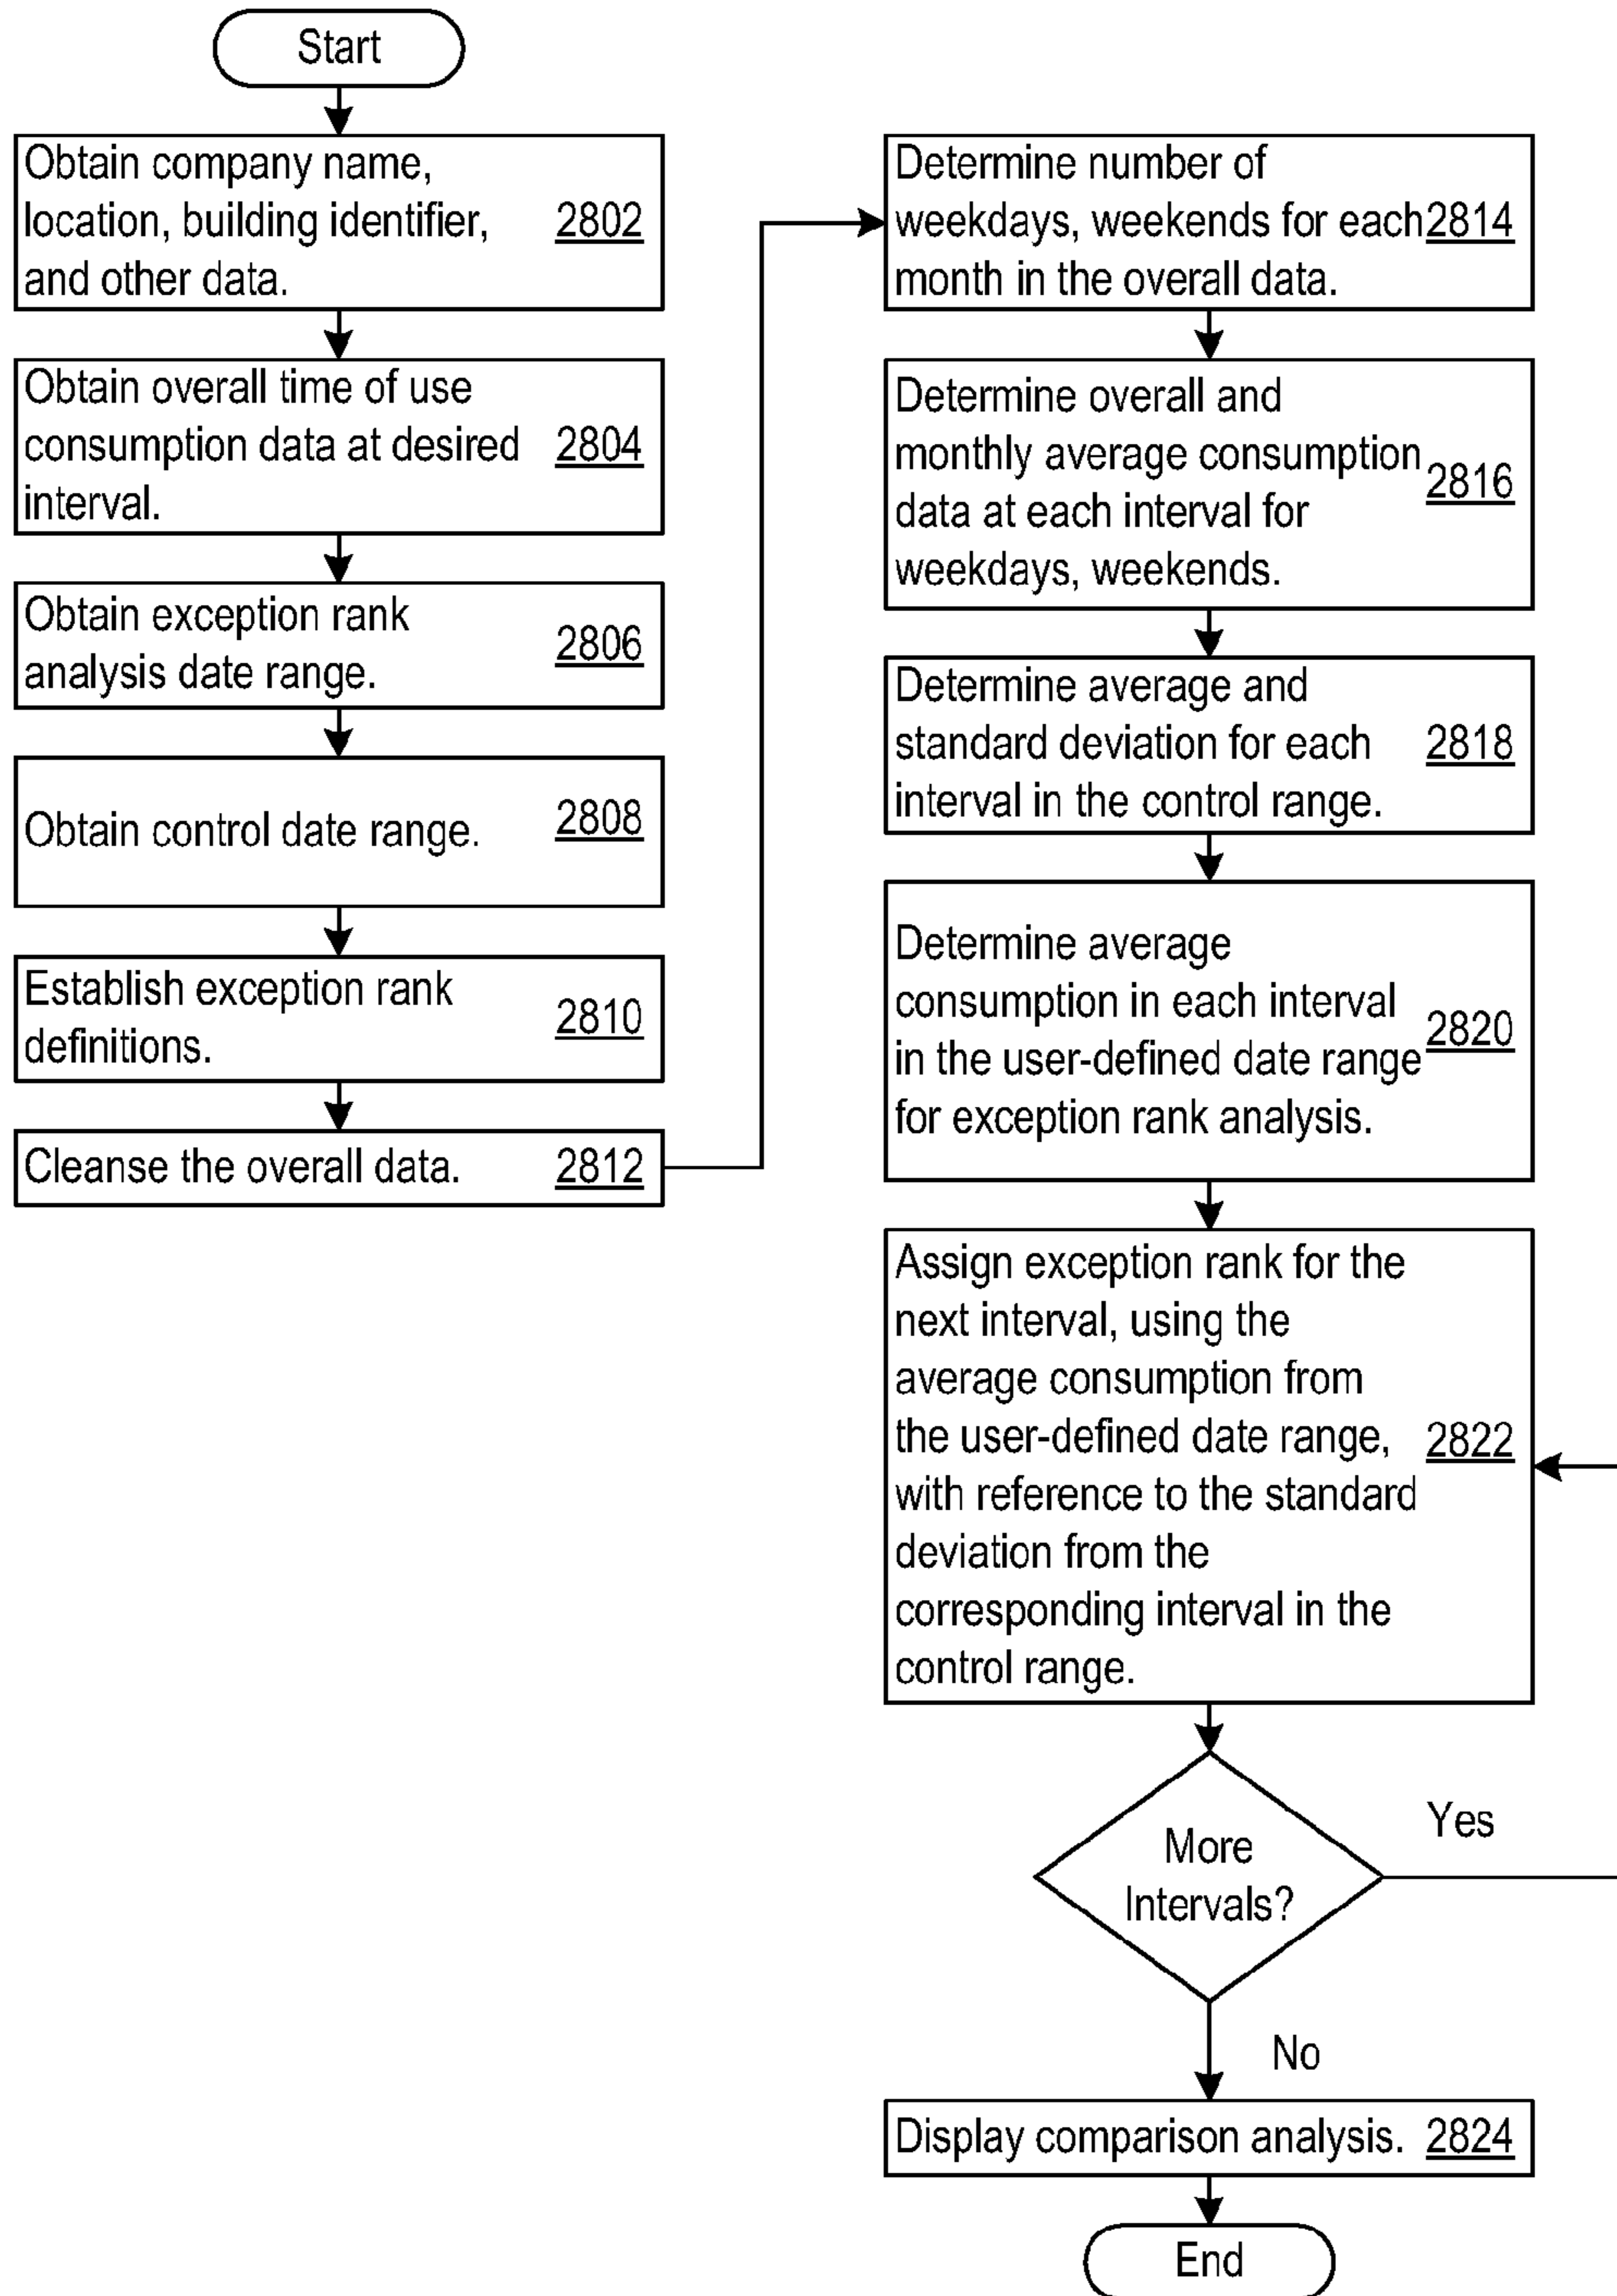 Start
Obtain company name,
location, building identifier,
and other data.
2802
Obtain overall time of use
consumption data at desired
interval.
2804
Obtain exception rank
analysis date range.
2806
Obtain control date range.
2808
Establish exception rank
definitions.
2810
Cleanse the overall data.
2812
Determine number of
weekdays, weekends for each
month in the overall data.
2814
Determine overall and
monthly average consumption
data at each interval for
weekdays, weekends.
2816
Determine average and
standard deviation for each
interval in the control range.
2818
Determine average
consumption in each interval
in the user-defined date range
for exception rank analysis.
2820
Assign exception rank for the
next interval, using the
average consumption from
the user-defined date range,
with reference to the standard
deviation from the
corresponding interval in the
control range.
2822
More
Intervals?
Yes
No
Display comparison analysis.
2824
End